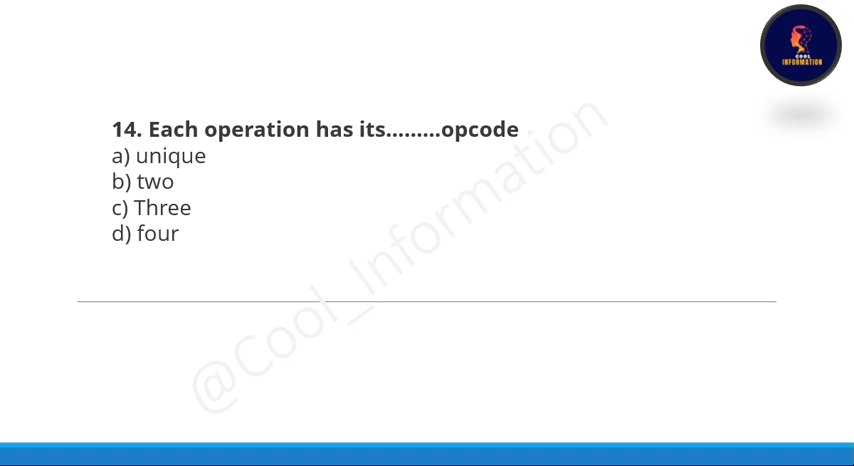 COOL
INFORMATION
14. Each operation has its.........opcode
a) unique
b) two
c) Three
d) four
@Cool_Information